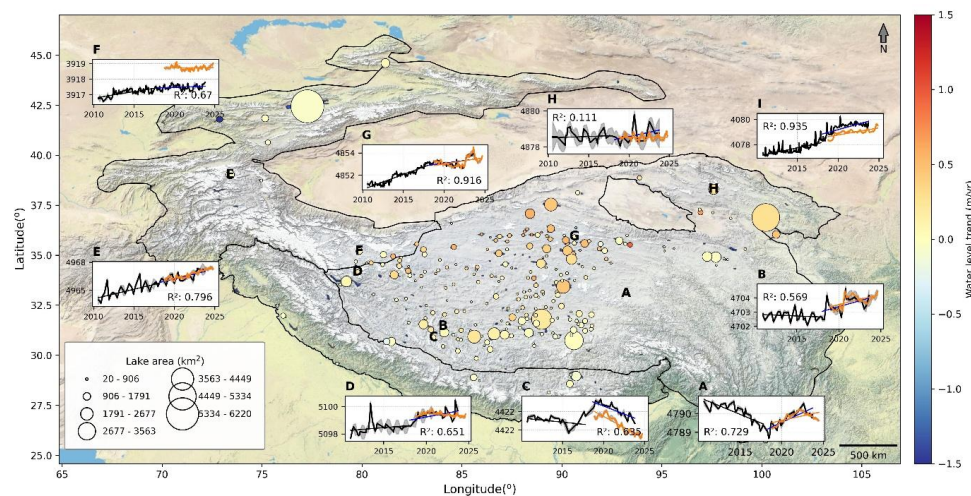 F
3919
3918
3917
R²: 0.67
2010 2015 2020 2025
N
H
4880
4878
R²: 0.111
2010 2015 2020 2025
I
4080
4078
R²: 0.935
2010 2015 2020 2025
G
4854
4852
R²: 0.916
2010 2015 2020 2025
E
H
G
F
D
A
B
C
E
4968
4965
R²: 0.796
2010 2015 2020 2025
B
4704
4703
4702
R²: 0.569
2010 2015 2020 2025
Lake area (km²)
20 - 906
906 - 1791
1791 - 2677
2677 - 3563
3563 - 4449
4449 - 5334
5334 - 6220
D
5100
5098
R²: 0.651
2015 2020 2025
C
4422
4422
R²: 0.635
2015 2020 2025
A
4790
4789
R²: 0.729
2015 2020 2025
500 km
45.0
42.5
40.0
37.5
35.0
32.5
30.0
27.5
25.0
Latitude(º)
65 70 75 80 85 90 95 100 105
Longitude(º)
1.5
1.0
0.5
0.0
−0.5
−1.0
−1.5
Water level trend (m/yr)